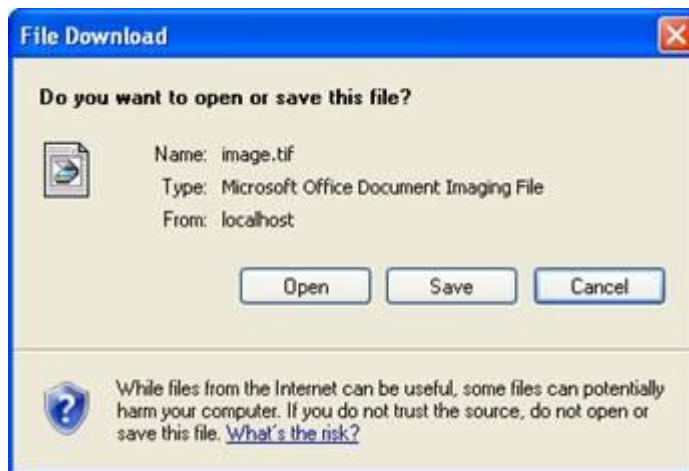 File Download
Do you want to open or save this file?
Name: image.tif
Type: Microsoft Office Document Imaging File
From: localhost
Open Save Cancel
While files from the Internet can be useful, some files can potentially
harm your computer. If you do not trust the source, do not open or
save this file. What's the risk?